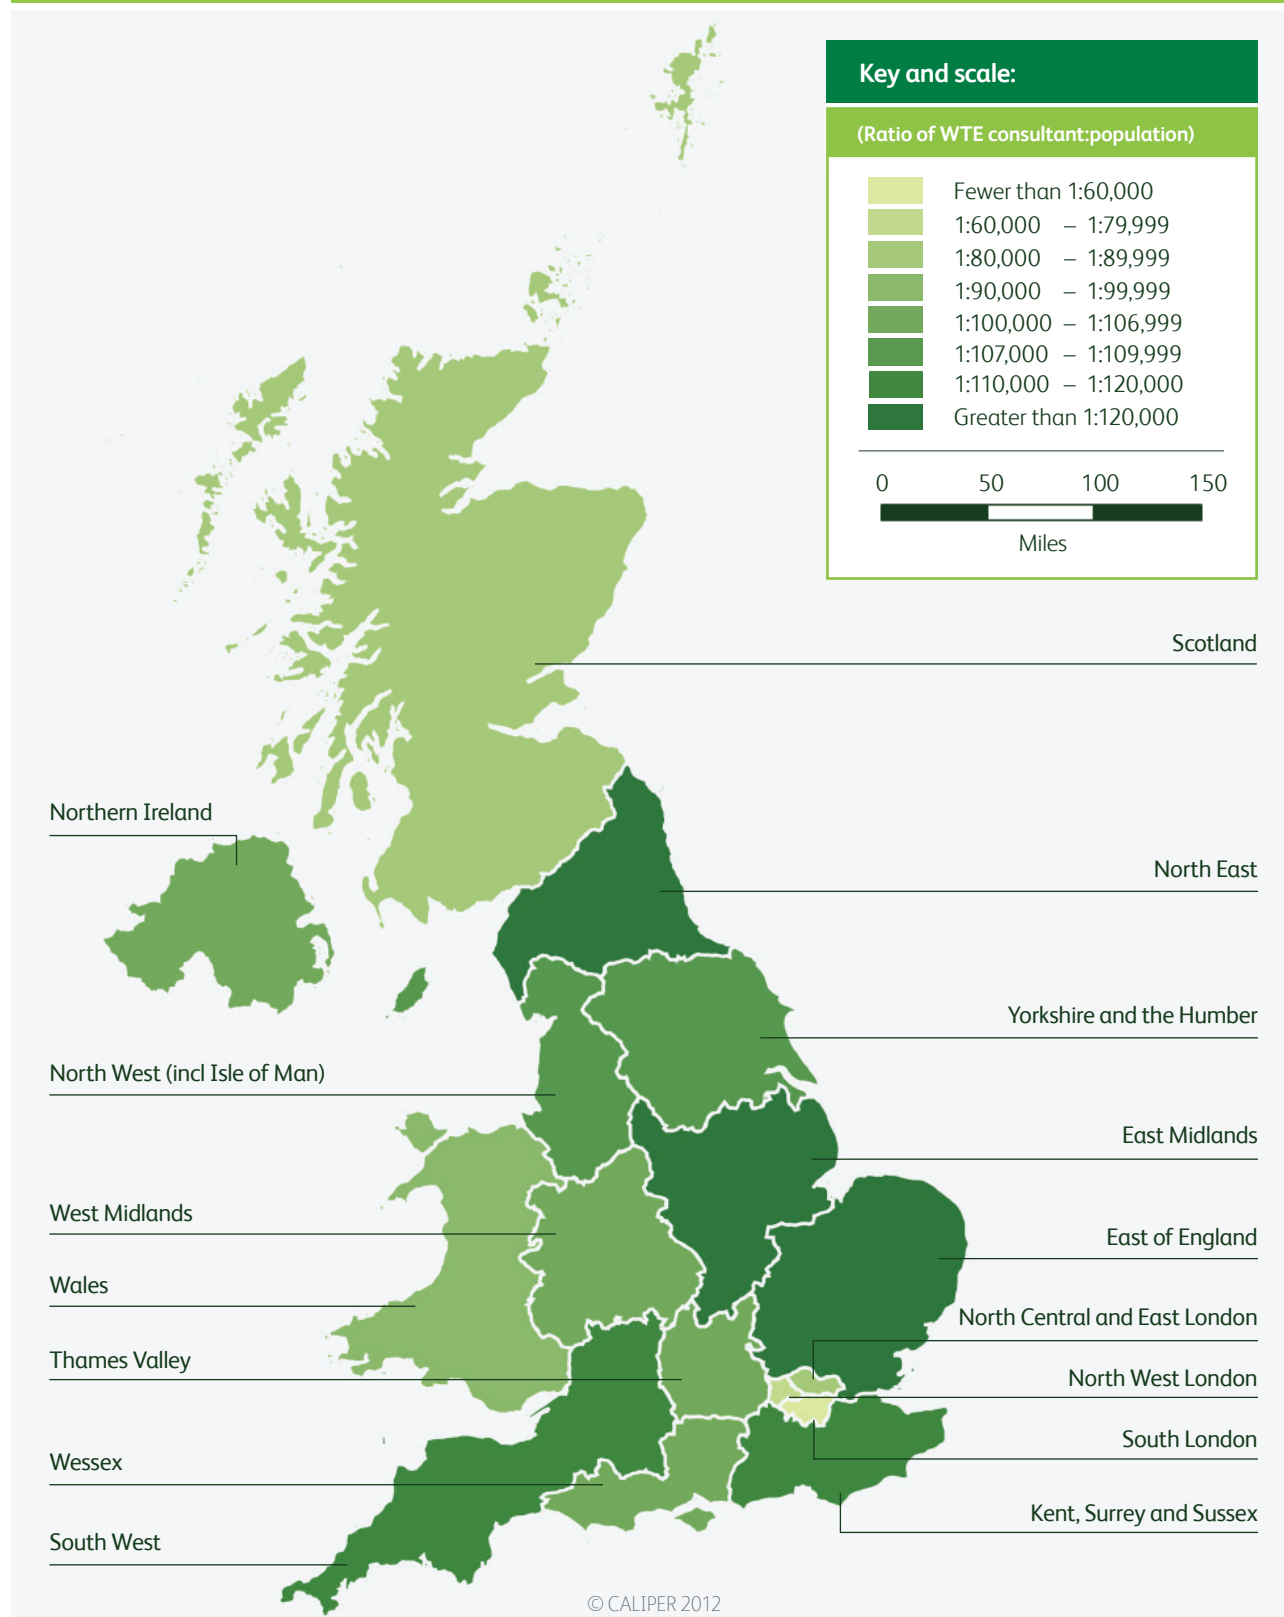 Key and scale:
(Ratio of WTE consultant:population)
Fewer than 1:60,000
1:60,000 – 1:79,999
1:80,000 – 1:89,999
1:90,000 – 1:99,999
1:100,000 – 1:106,999
1:107,000 – 1:109,999
1:110,000 – 1:120,000
Greater than 1:120,000
0 50 100 150
Miles
Scotland
Northern Ireland
North East
Yorkshire and the Humber
North West (incl Isle of Man)
East Midlands
West Midlands
East of England
Wales
North Central and East London
Thames Valley
North West London
South London
Wessex
Kent, Surrey and Sussex
South West
© CALIPER 2012